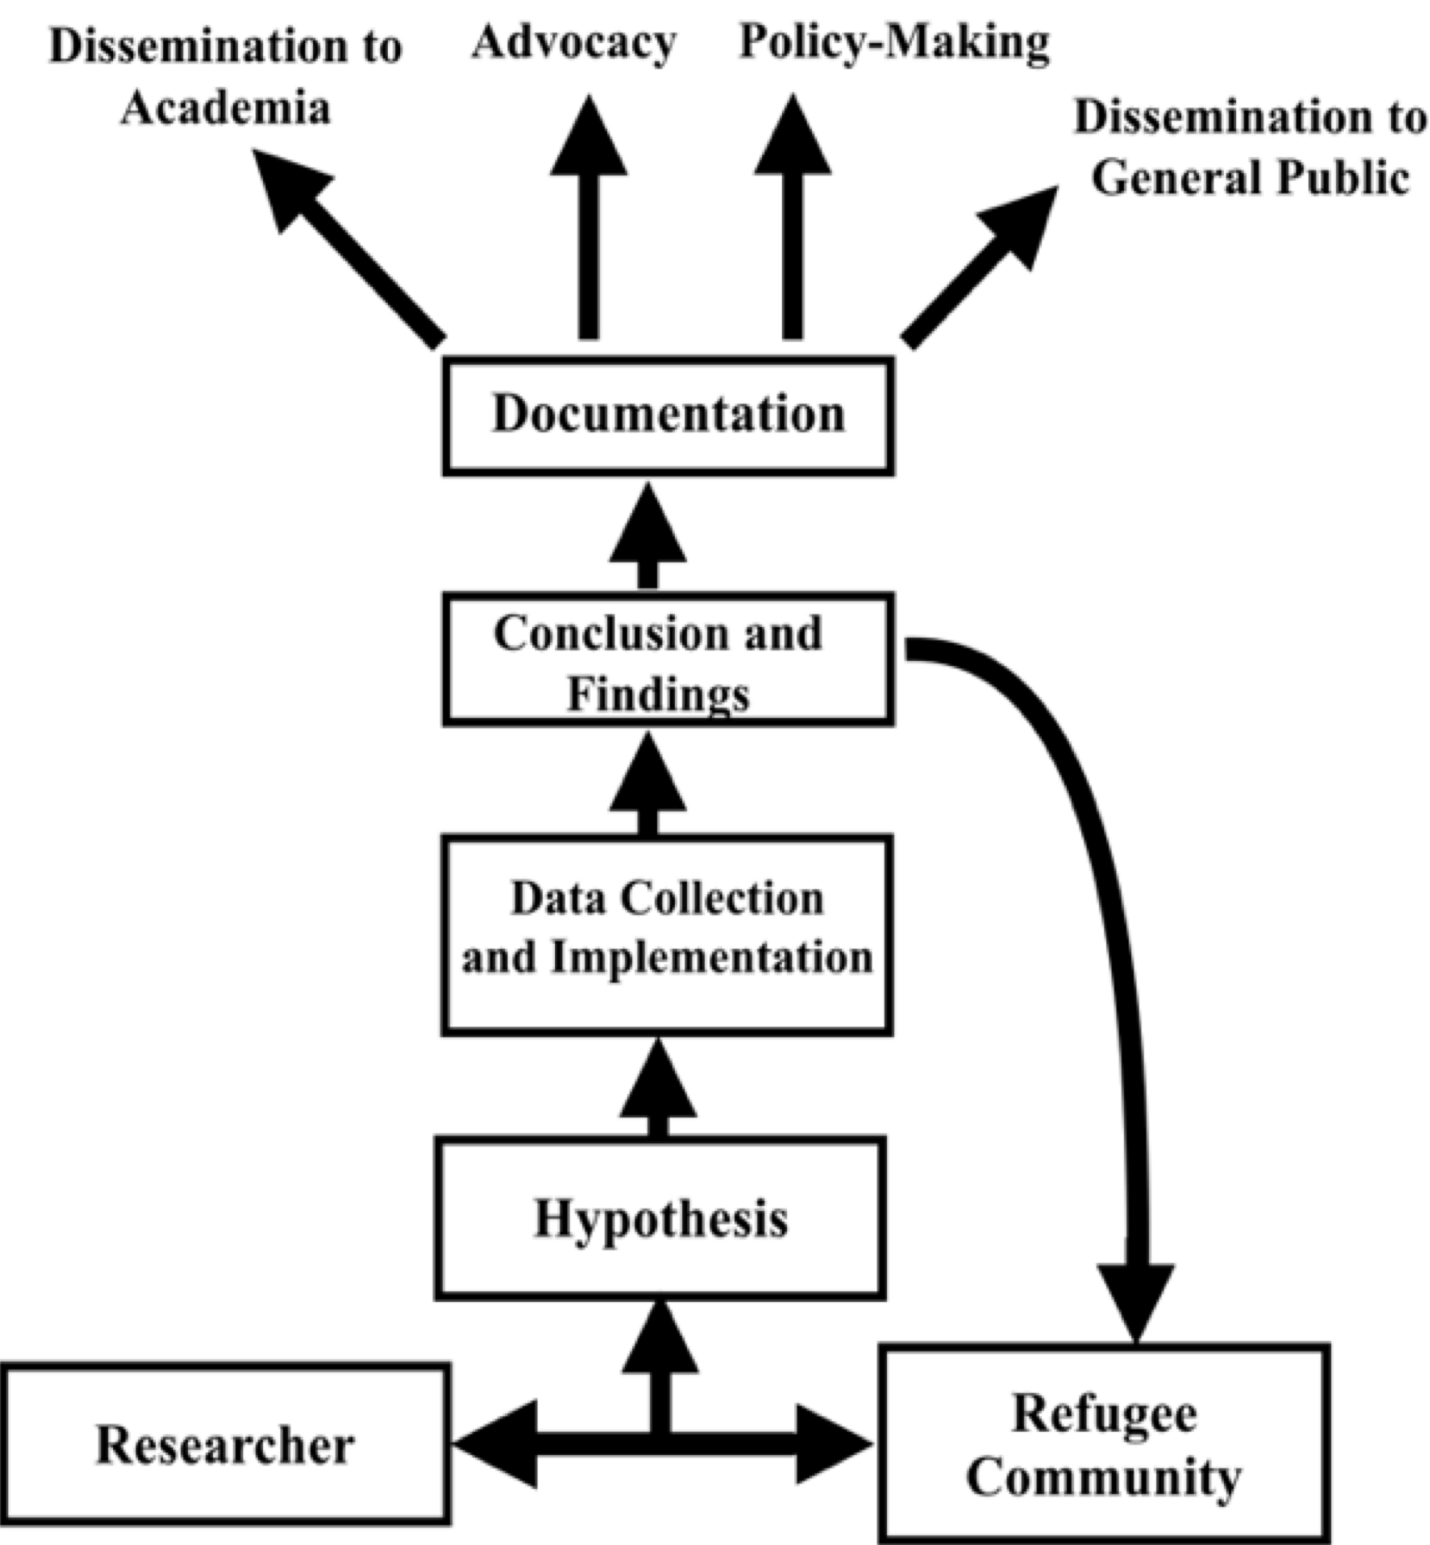 Dissemination to
Academia
Advocacy
Policy-Making
Dissemination to
General Public
Documentation
Conclusion and
Findings
Data Collection
and Implementation
Hypothesis
Researcher
Refugee
Community